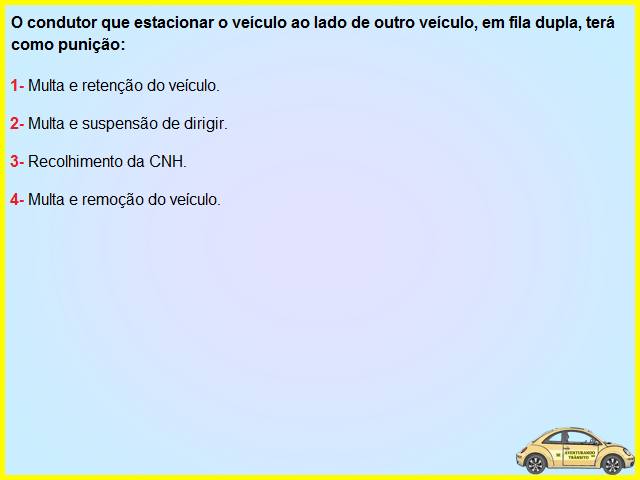 O condutor que estacionar o veículo ao lado de outro veículo, em fila dupla, terá
como punição:
1- Multa e retenção do veículo.
2- Multa e suspensão de dirigir.
3- Recolhimento da CNH.
4- Multa e remoção do veículo.
AVENTURANDO
TRÂNSITO